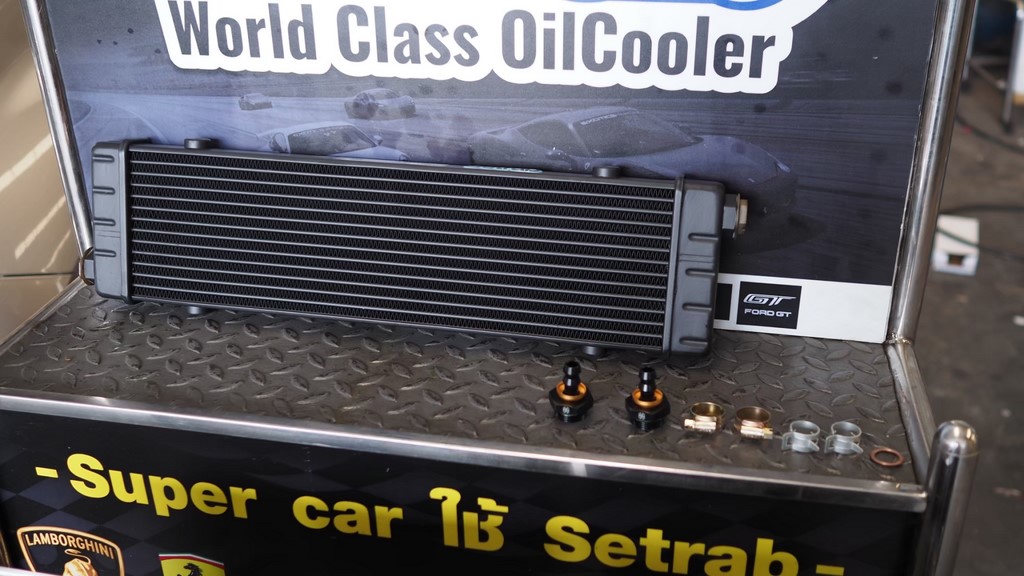 World Class OilCooler
GT
FORD GT
-Super car ใช้ Setrab-
LAMBORGHINI